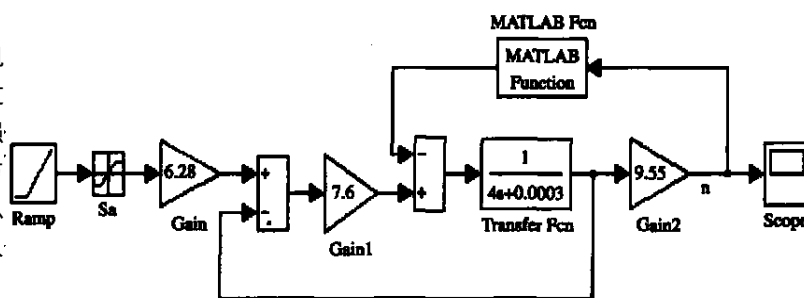 MATLAB Fcn
MATLAB
Function
6.28
+
-
7.6
-
+
1
4s+0.0003
9.55
n
Ramp
Sa
Gain
Gain1
Transfer Fcn
Gain2
Scope